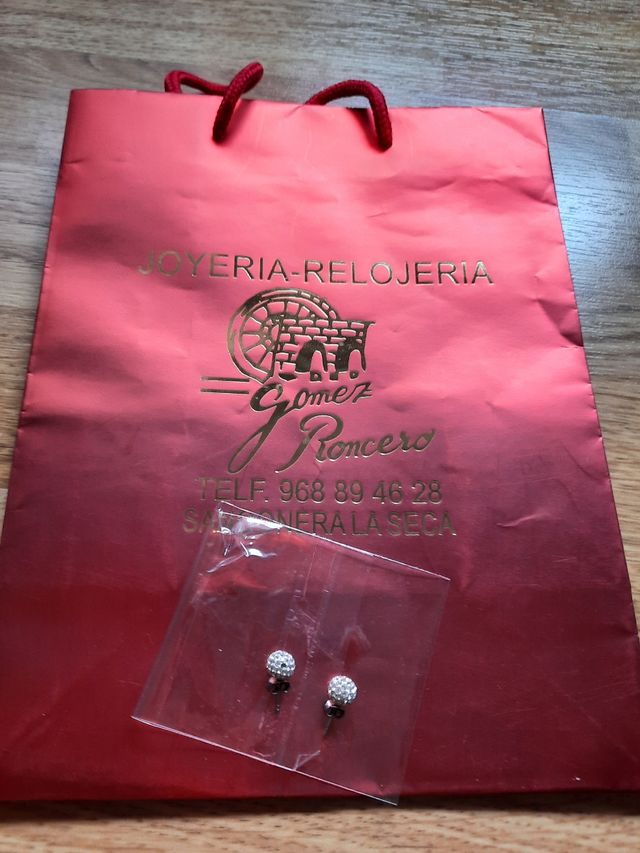 JOYERIA-RELOJERIA
Gomez
Roncero
TELF. 968 89 46 28
LA SECA